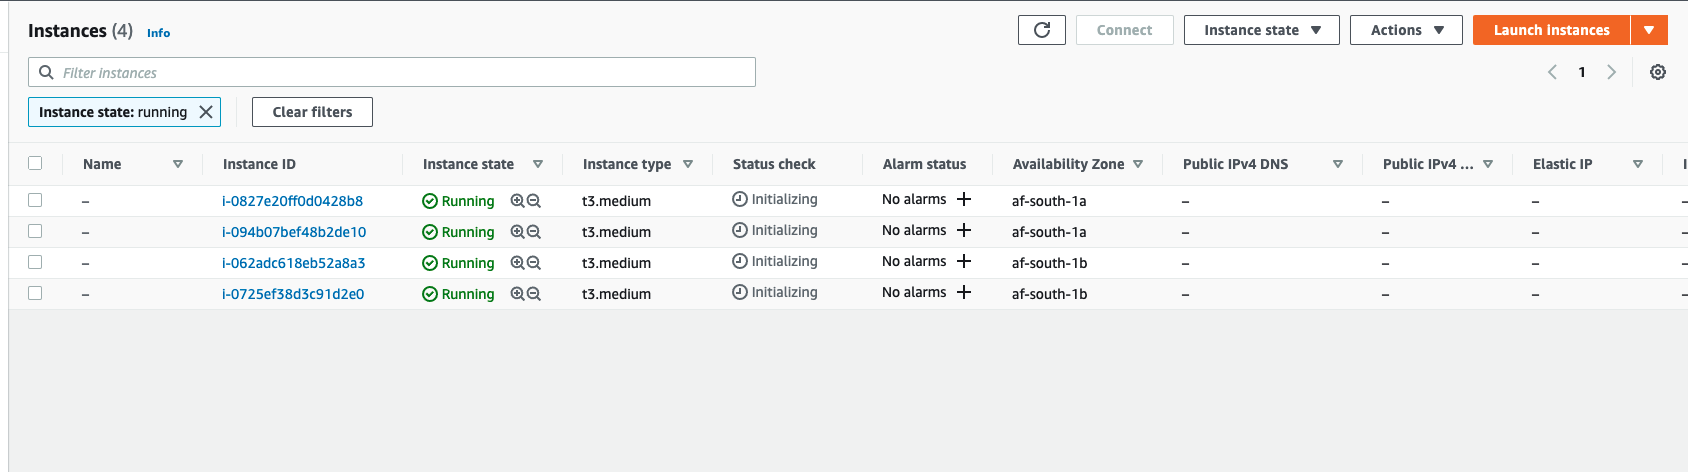 Instances (4) Info Connect Instance state Actions Launch instances
Filter instances 1
Instance state: running Clear filters
Name Instance ID Instance state Instance type Status check Alarm status Availability Zone Public IPv4 DNS Public IPv4 ... Elastic IP
– i-0827e20ff0d0428b8 Running t3.medium Initializing No alarms + af-south-1a – – –
– i-094b07bef48b2de10 Running t3.medium Initializing No alarms + af-south-1a – – –
– i-062adc618eb52a8a3 Running t3.medium Initializing No alarms + af-south-1b – – –
– i-0725ef38d3c91d2e0 Running t3.medium Initializing No alarms + af-south-1b – – –